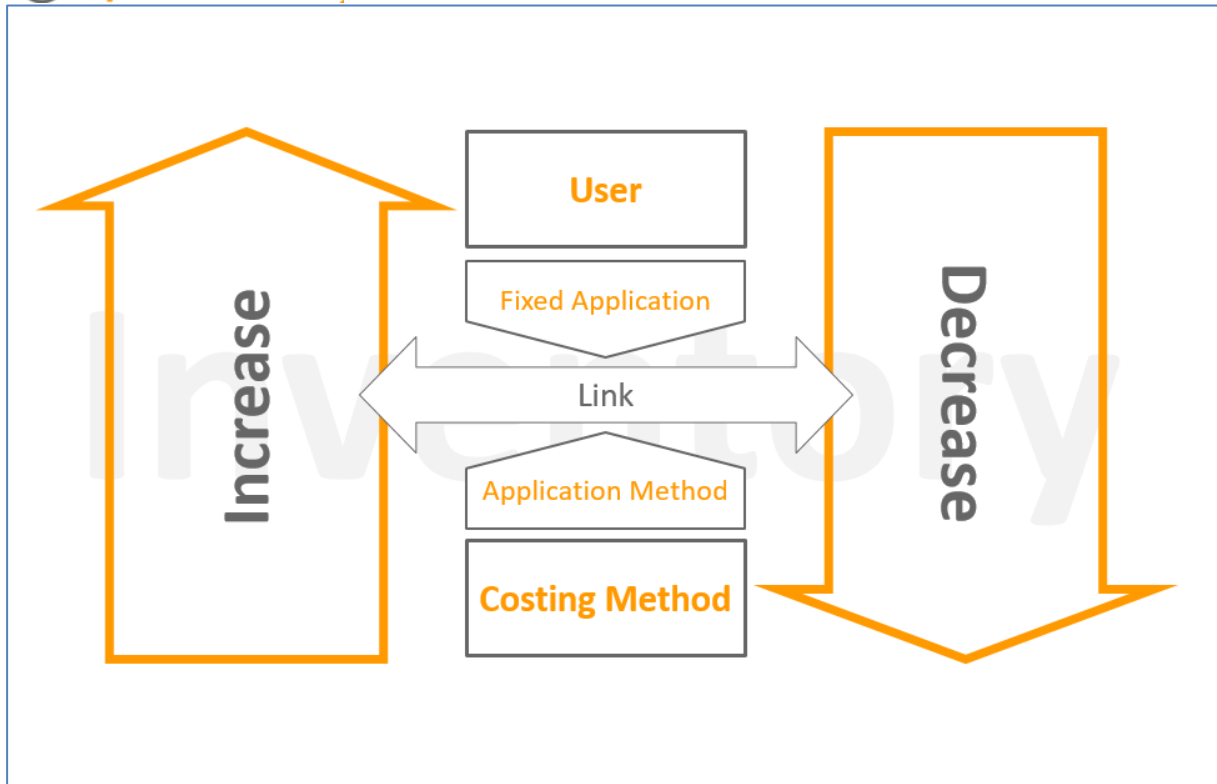 Inventory
Increase
User
Fixed Application
Link
Application Method
Costing Method
Decrease